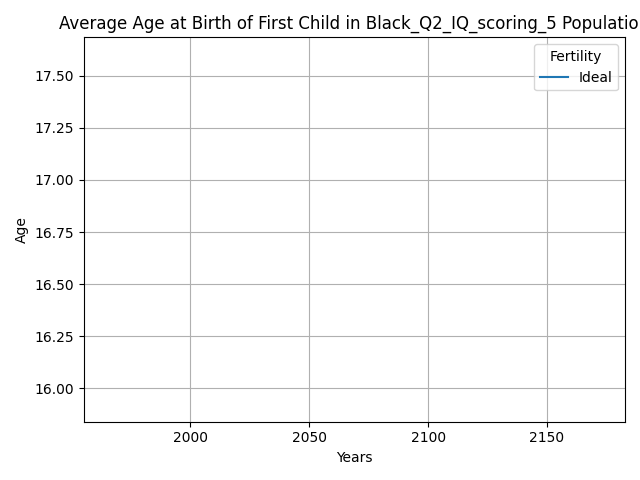 Average Age at Birth of First Child in Black_Q2_IQ_scoring_5 Populatio
Fertility
Ideal
17.50
17.25
17.00
16.75
16.50
16.25
16.00
Age
2000 2050 2100 2150
Years